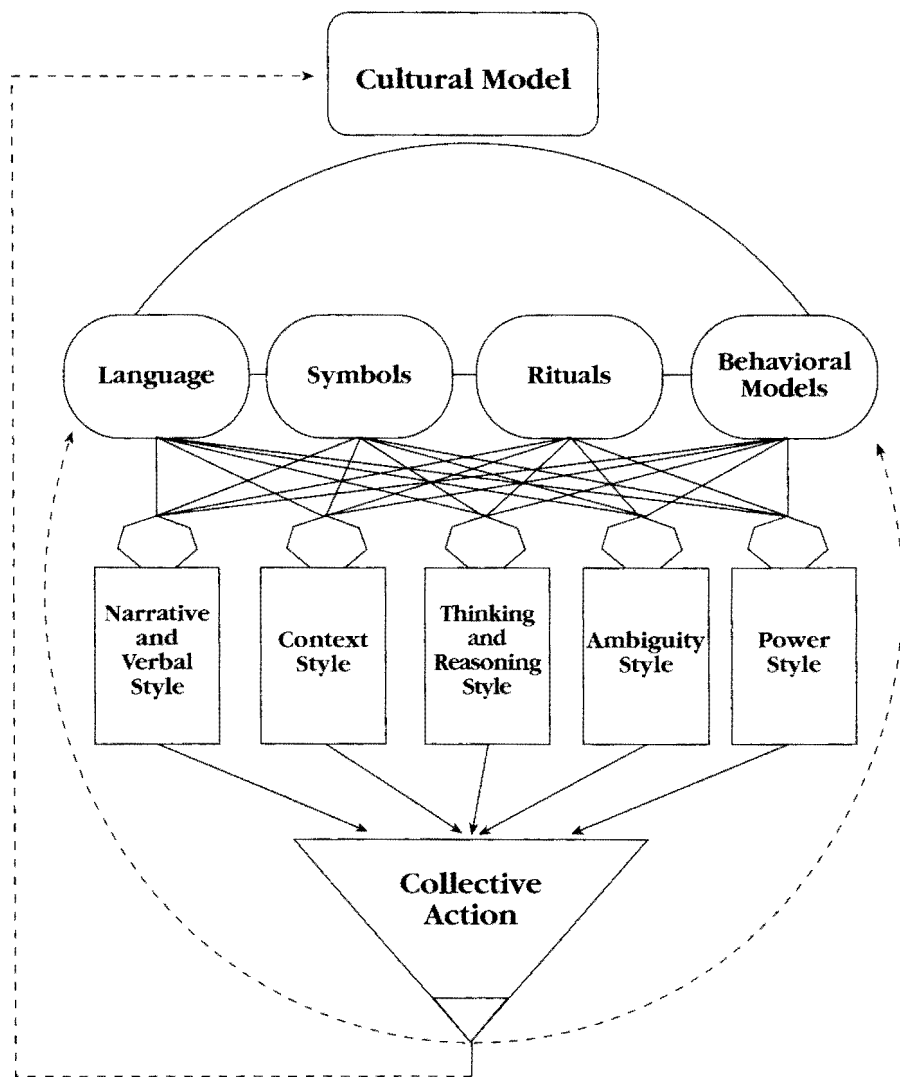 Cultural Model
Language
Symbols
Rituals
Behavioral
Models
Narrative
and
Verbal
Style
Context
Style
Thinking
and
Reasoning
Style
Ambiguity
Style
Power
Style
Collective
Action